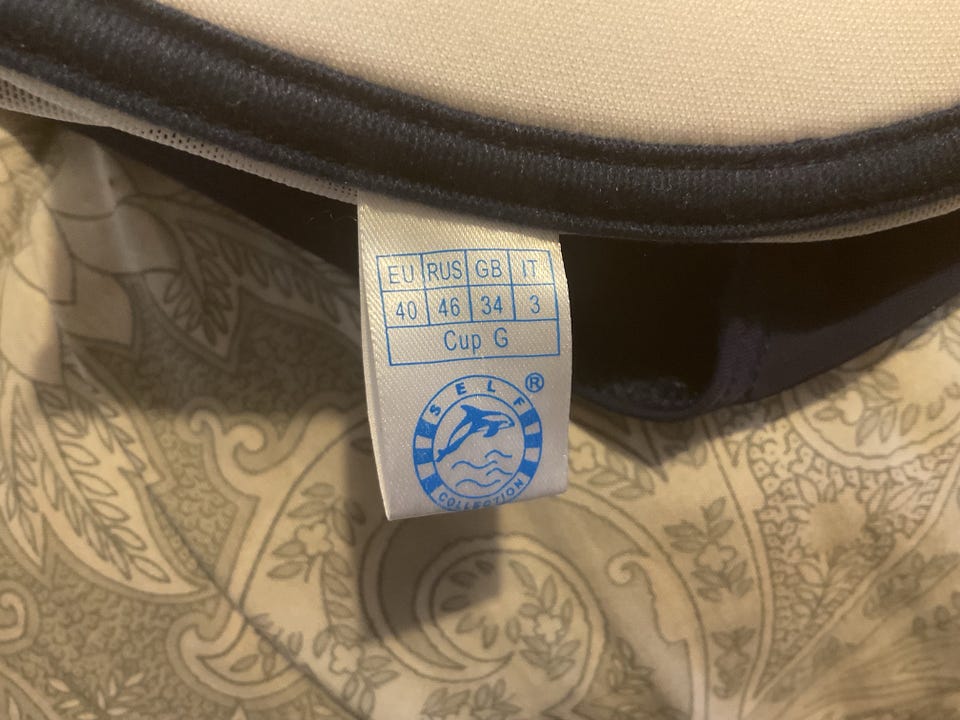 EU RUS GB IT
40 46 34 3
Cup G
SELF ®
COLLECTION